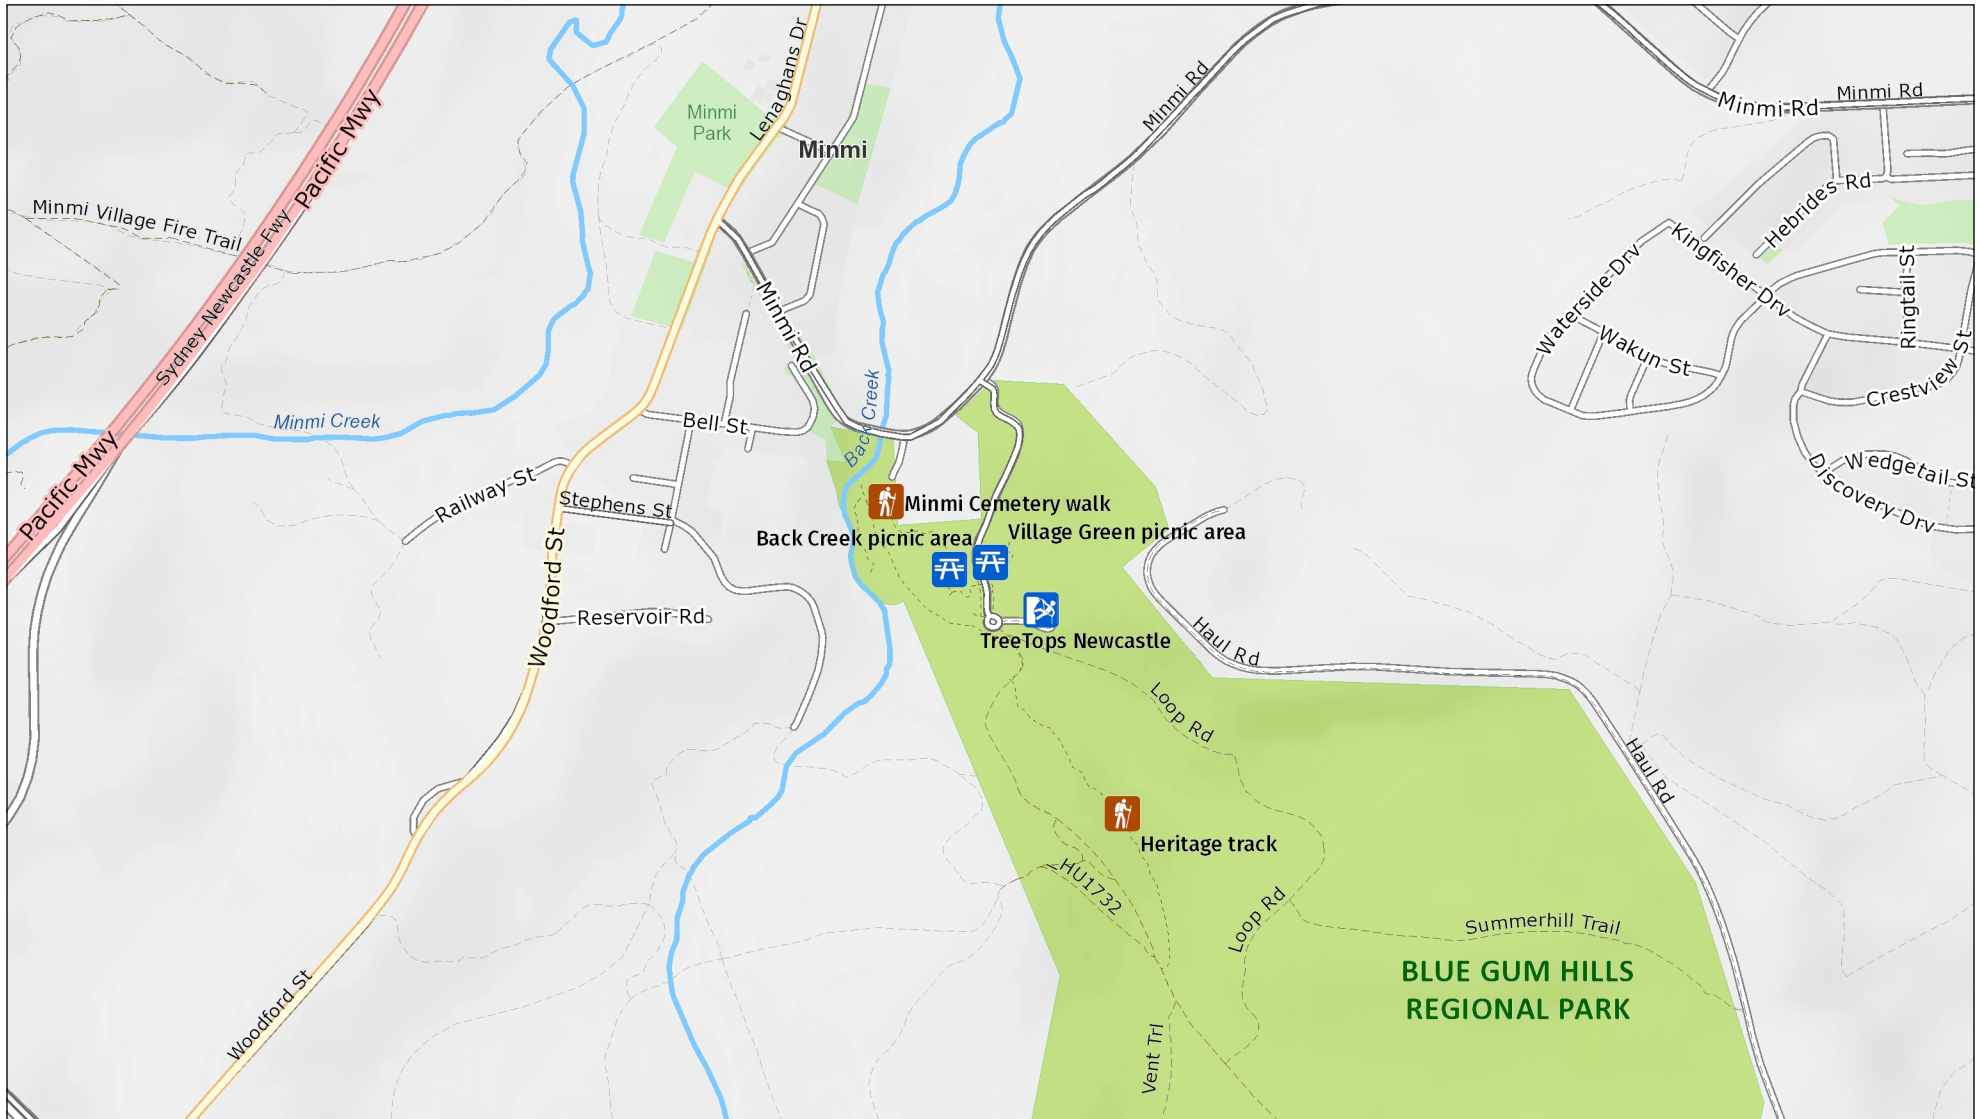 Lenaghans Dr
Minmi Rd
Minmi Rd
Minmi Rd
Pacific Mwy
Minmi
Park
Minmi
Hebrides Rd
Minmi Village Fire Trail
Sydney Newcastle Fwy
Kingfisher Drv
Waterside Drv
Ringtail St
Minmi Rd
Wakun St
Crestview St
Minmi Creek
Bell St
Back Creek
Pacific Mwy
Railway St
Stephens St
Wedgetail St
Discovery Drv
Minmi Cemetery walk
Back Creek picnic area
Village Green picnic area
Woodford St
Reservoir Rd
TreeTops Newcastle
Haul Rd
Loop Rd
Haul Rd
Heritage track
HU1732
Loop Rd
Summerhill Trail
BLUE GUM HILLS
REGIONAL PARK
Woodford St
Vent Trl